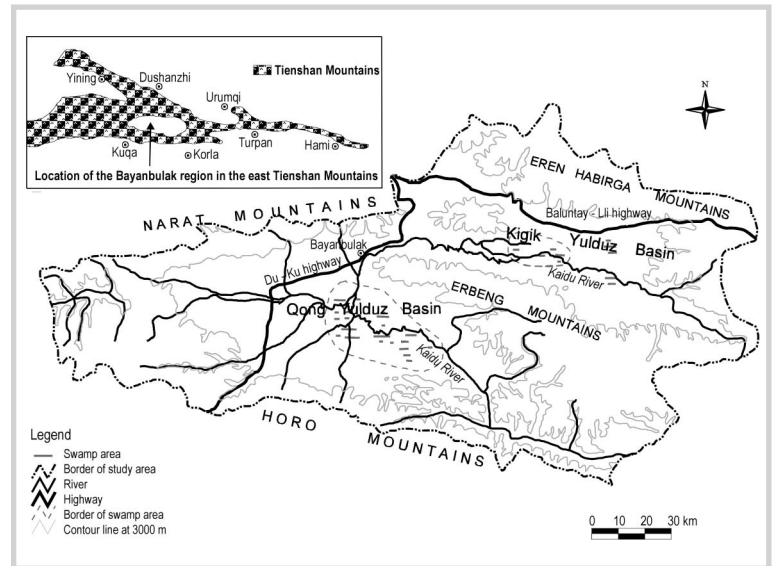 Tienshan Mountains
Yining
Dushanzhi
Urumqi
Kuqa
Korla
Turpan
Hami
Location of the Bayanbulak region in the east Tienshan Mountains
N
EREN HABIRGA MOUNTAINS
NARAT MOUNTAINS
Baluntay - Lli highway
Bayanbulak
Kigik Yulduz Basin
Du - Ku highway
Kaidu River
ERBENG MOUNTAINS
Qong Yulduz Basin
Kaidu River
HORO MOUNTAINS
Legend
Swamp area
Border of study area
River
Highway
Border of swamp area
Contour line at 3000 m
0 10 20 30 km